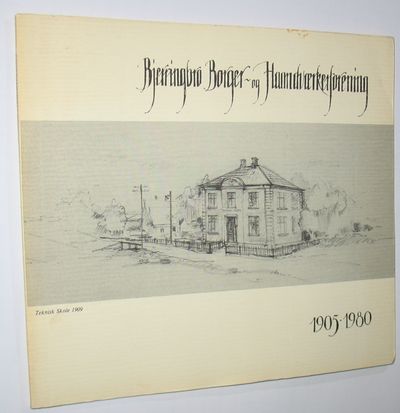 Bjerringbro Borger- og Haandværkerforening
Teknisk Skole 1909
1905-1980